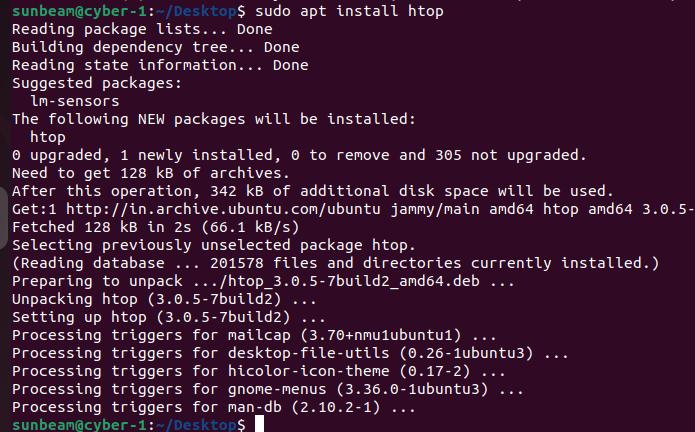 sunbeam@cyber-1:~/Desktop$ sudo apt install htop
Reading package lists... Done
Building dependency tree... Done
Reading state information... Done
Suggested packages:
  lm-sensors
The following NEW packages will be installed:
  htop
0 upgraded, 1 newly installed, 0 to remove and 305 not upgraded.
Need to get 128 kB of archives.
After this operation, 342 kB of additional disk space will be used.
Get:1 http://in.archive.ubuntu.com/ubuntu jammy/main amd64 htop amd64 3.0.5-
Fetched 128 kB in 2s (66.1 kB/s)
Selecting previously unselected package htop.
(Reading database ... 201578 files and directories currently installed.)
Preparing to unpack .../htop_3.0.5-7build2_amd64.deb ...
Unpacking htop (3.0.5-7build2) ...
Setting up htop (3.0.5-7build2) ...
Processing triggers for mailcap (3.70+nmu1ubuntu1) ...
Processing triggers for desktop-file-utils (0.26-1ubuntu3) ...
Processing triggers for hicolor-icon-theme (0.17-2) ...
Processing triggers for gnome-menus (3.36.0-1ubuntu3) ...
Processing triggers for man-db (2.10.2-1) ...
sunbeam@cyber-1:~/Desktop$